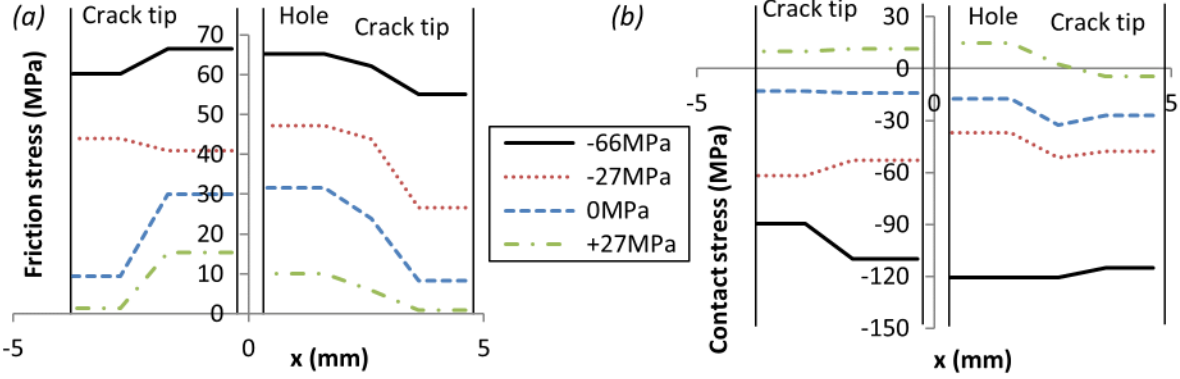 (a)
Crack tip
Hole
Crack tip
Friction stress (MPa)
70
60
50
40
30
20
10
0
-5
0
5
x (mm)
-66MPa
-27MPa
0MPa
+27MPa
(b)
Crack tip
Hole
Crack tip
Contact stress (MPa)
30
0
-30
-60
-90
-120
-150
-5
0
5
x (mm)